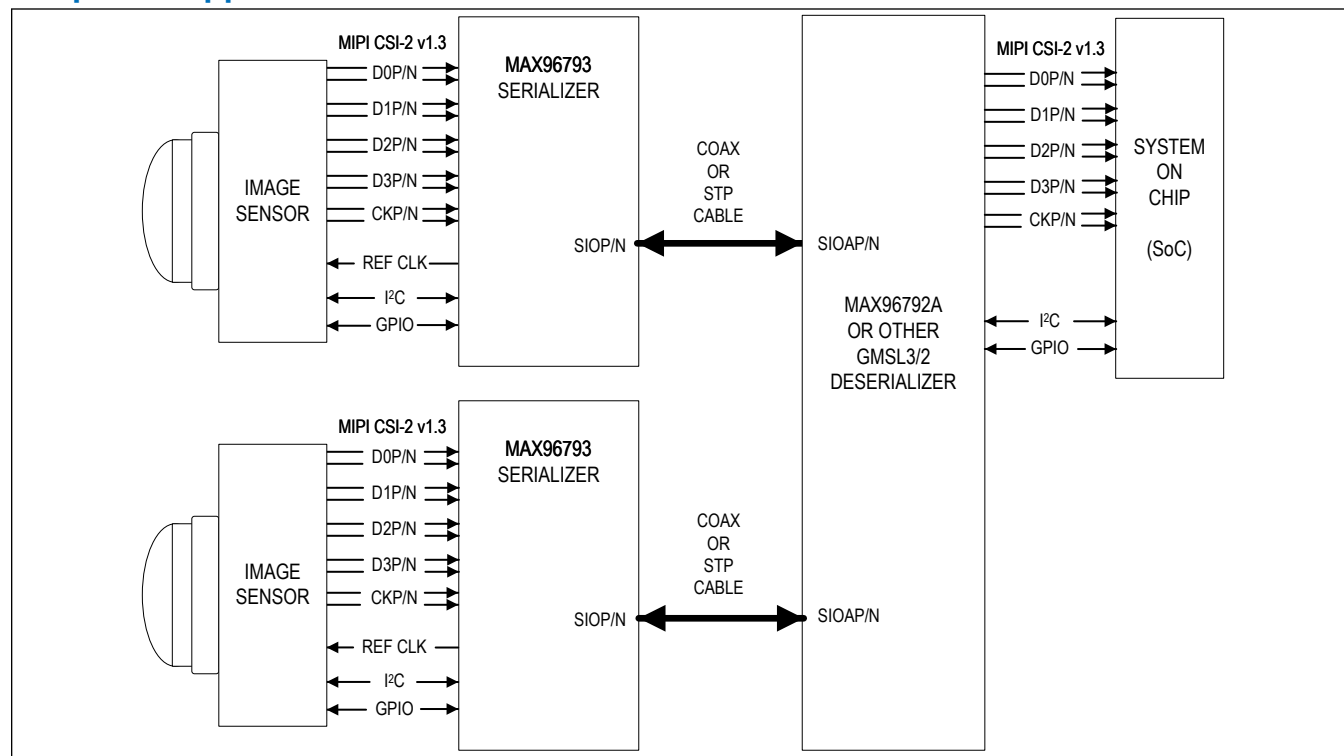 MIPI CSI-2 v1.3
D0P/N
D1P/N
D2P/N
D3P/N
CKP/N
REF CLK
I²C
GPIO
IMAGE
SENSOR
MAX96793
SERIALIZER
SIOP/N
COAX
OR
STP
CABLE
SIOAP/N
MAX96792A
OR OTHER
GMSL3/2
DESERIALIZER
MIPI CSI-2 v1.3
D0P/N
D1P/N
D2P/N
D3P/N
CKP/N
I²C
GPIO
SYSTEM
ON
CHIP
(SoC)
MIPI CSI-2 v1.3
D0P/N
D1P/N
D2P/N
D3P/N
CKP/N
REF CLK
I²C
GPIO
IMAGE
SENSOR
MAX96793
SERIALIZER
SIOP/N
COAX
OR
STP
CABLE
SIOAP/N